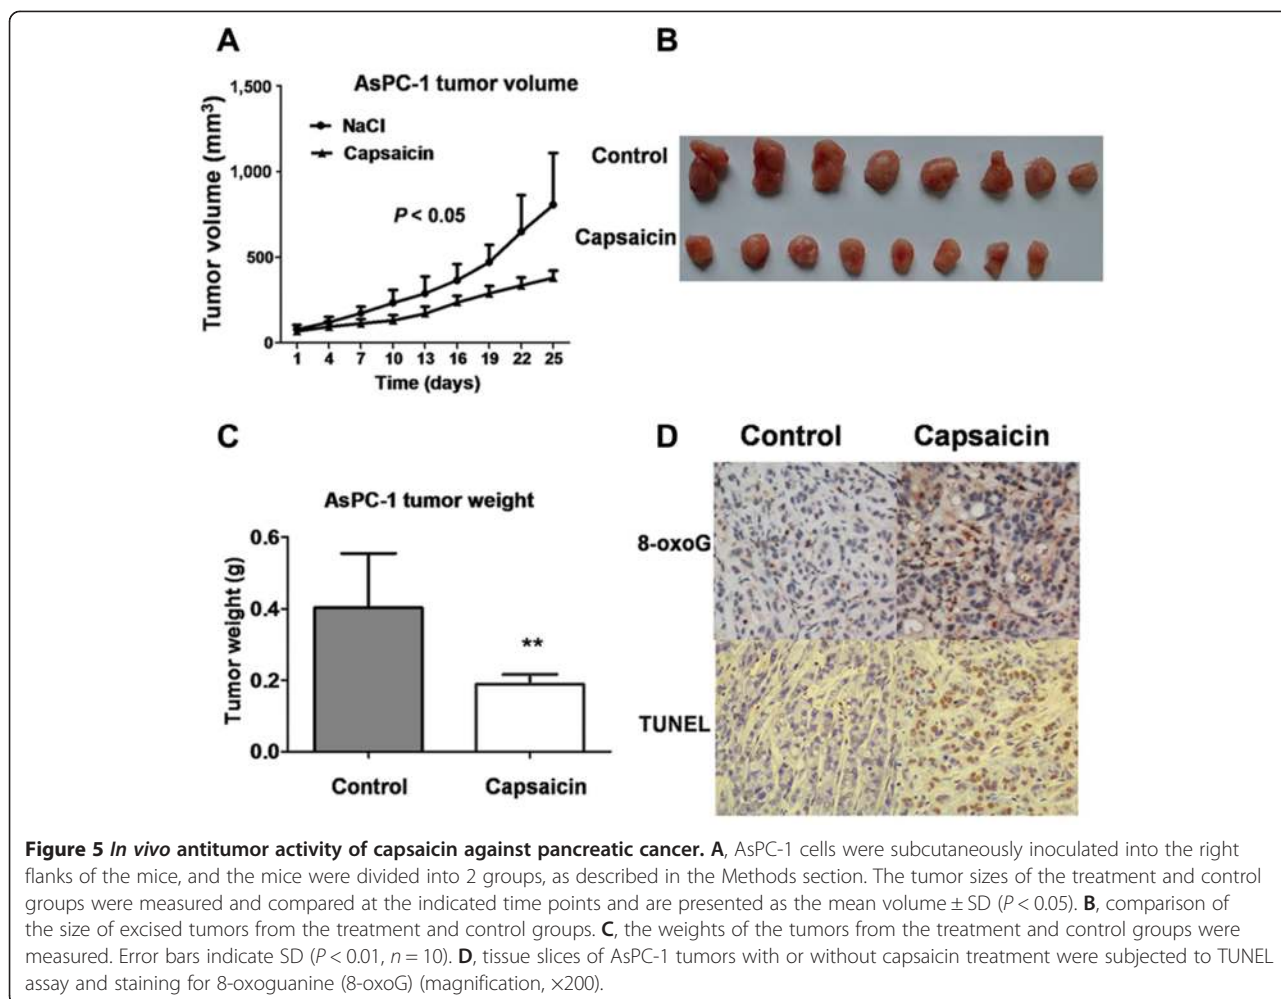 A
AsPC-1 tumor volume
Tumor volume (mm³)
1,500
1,000
500
0
NaCl
Capsaicin
P < 0.05
1 4 7 10 13 16 19 22 25
Time (days)
B
Control
Capsaicin
C
AsPC-1 tumor weight
Tumor weight (g)
0.6
0.4
0.2
0.0
**
Control Capsaicin
D
Control Capsaicin
8-oxoG
TUNEL
Figure 5 In vivo antitumor activity of capsaicin against pancreatic cancer. A, AsPC-1 cells were subcutaneously inoculated into the right
flanks of the mice, and the mice were divided into 2 groups, as described in the Methods section. The tumor sizes of the treatment and control
groups were measured and compared at the indicated time points and are presented as the mean volume ± SD (P < 0.05). B, comparison of
the size of excised tumors from the treatment and control groups. C, the weights of the tumors from the treatment and control groups were
measured. Error bars indicate SD (P < 0.01, n = 10). D, tissue slices of AsPC-1 tumors with or without capsaicin treatment were subjected to TUNEL
assay and staining for 8-oxoguanine (8-oxoG) (magnification, ×200).